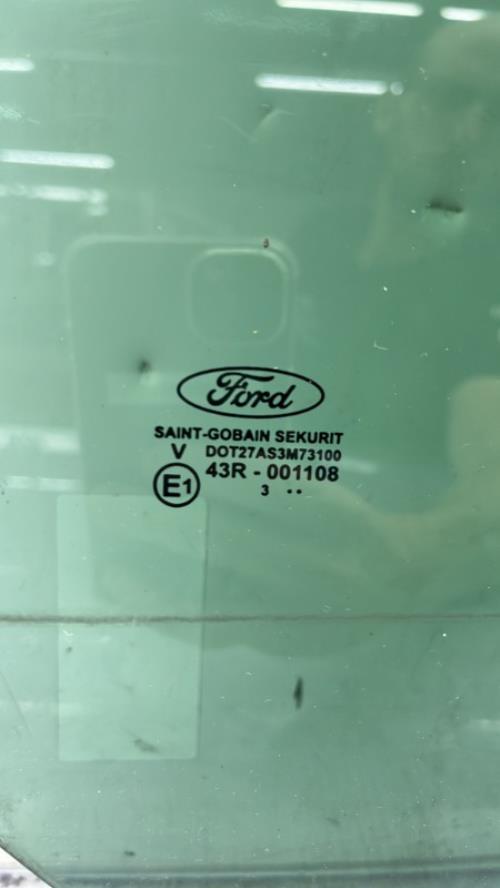 Ford
SAINT-GOBAIN SEKURIT
V DOT27AS3M73100
E1 43R - 001108
3 ..